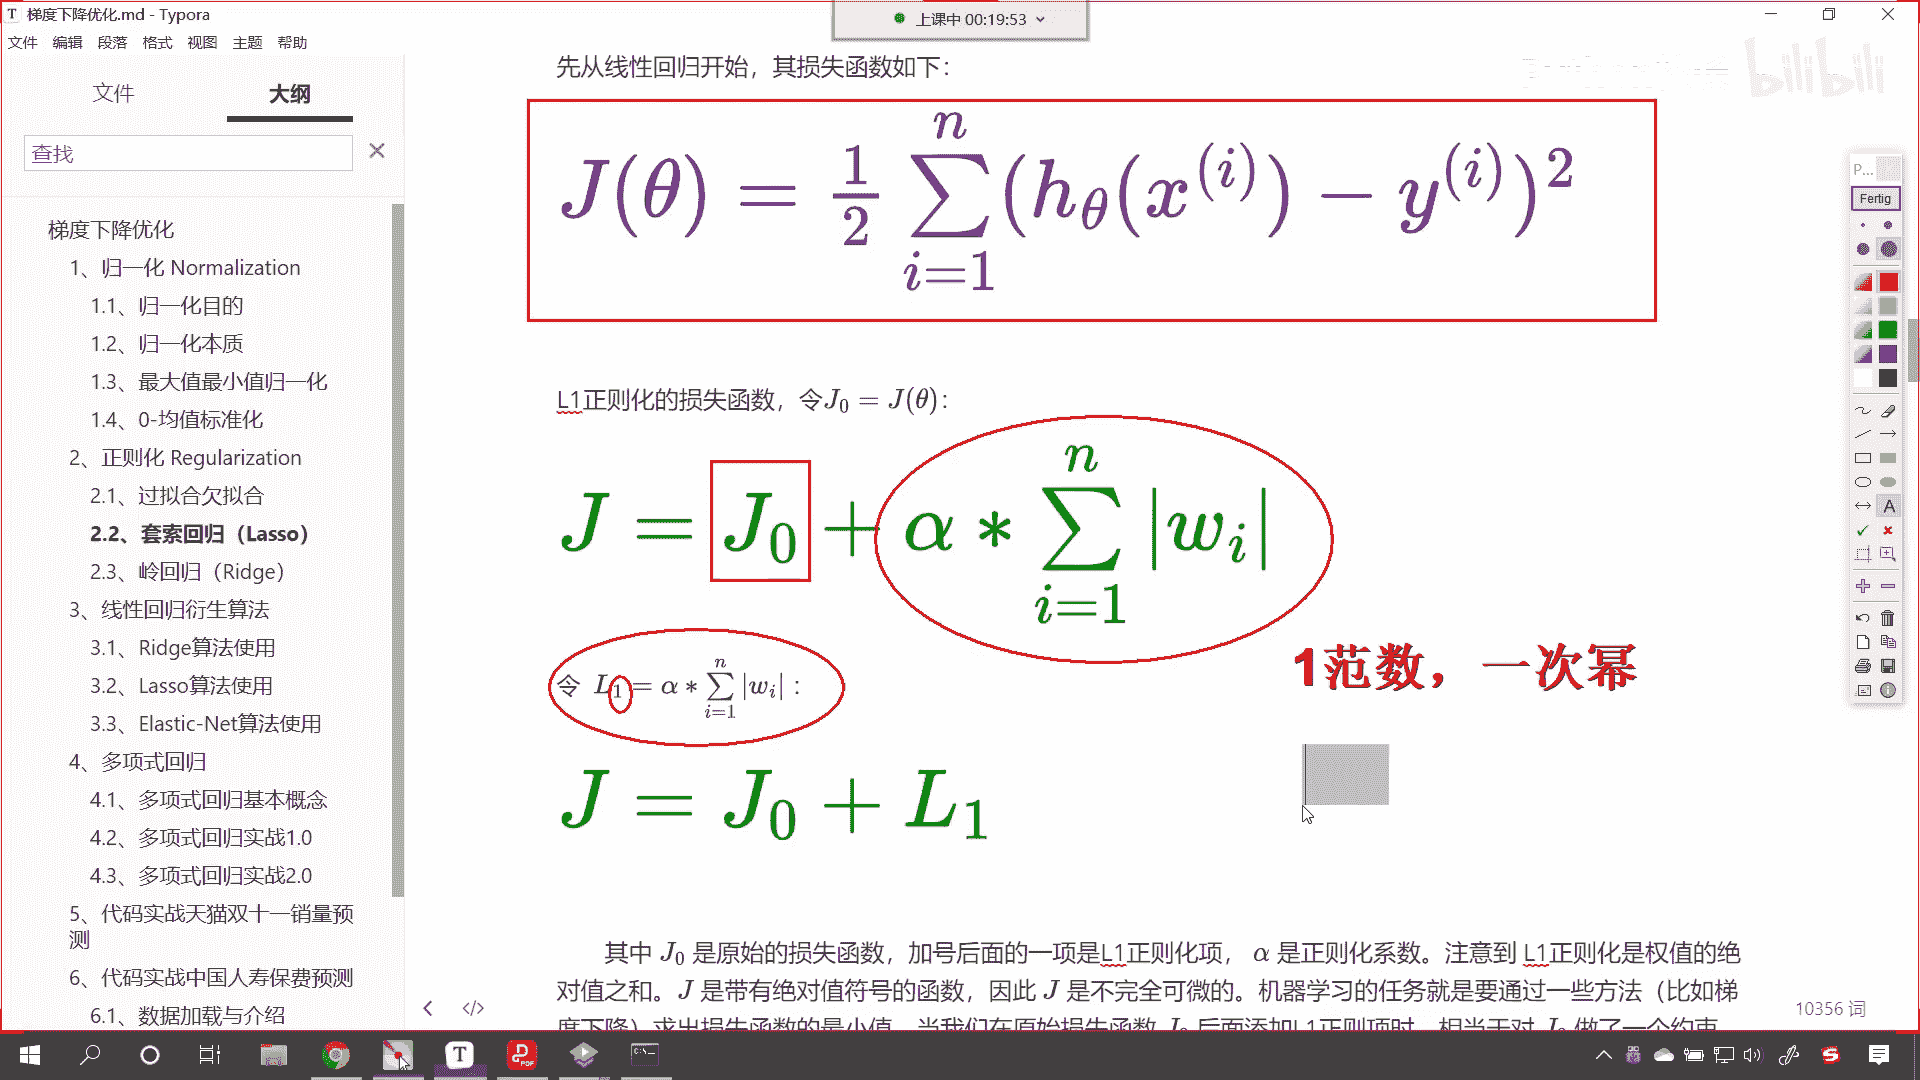 梯度下降优化.md - Typora
上课中 00:19:53
文件 编辑 段落 格式 视图 主题 帮助
文件 大纲
查找
梯度下降优化
1、归一化 Normalization
1.1、归一化目的
1.2、归一化本质
1.3、最大值最小值归一化
1.4、0-均值标准化
2、正则化 Regularization
2.1、过拟合欠拟合
2.2、套索回归（Lasso）
2.3、岭回归（Ridge）
3、线性回归衍生算法
3.1、Ridge算法使用
3.2、Lasso算法使用
3.3、Elastic-Net算法使用
4、多项式回归
4.1、多项式回归基本概念
4.2、多项式回归实战1.0
4.3、多项式回归实战2.0
5、代码实战天猫双十一销量预
测
6、代码实战中国人寿保费预测
6.1、数据加载与介绍
先从线性回归开始，其损失函数如下：
J(θ) = 1/2 ∑_{i=1}^{n} (h_θ(x^{(i)}) − y^{(i)})^2
L1正则化的损失函数，令J_0 = J(θ)：
J = J_0 + α ∗ ∑_{i=1}^{n} |w_i|
令 L_1 = α ∗ ∑_{i=1}^{n} |w_i| ：
1范数，一次幂
J = J_0 + L_1
其中 J_0 是原始的损失函数，加号后面的一项是L1正则化项， α 是正则化系数。注意到 L1正则化是权值的绝
对值之和。J 是带有绝对值符号的函数，因此 J 是不完全可微的。机器学习的任务就是要通过一些方法（比如梯
度下降）求出损失函数的最小值。当我们在原始损失函数 J_0 后面添加L1正则项时，相当于对 J_0 做了一个约束
10356 词
bilibili
P...
Fertig